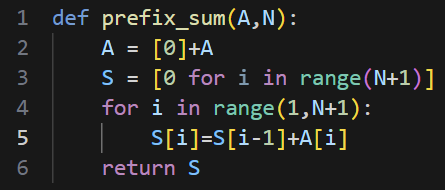 1 def prefix_sum(A,N):
2     A = [0]+A
3     S = [0 for i in range(N+1)]
4     for i in range(1,N+1):
5         S[i]=S[i-1]+A[i]
6     return S